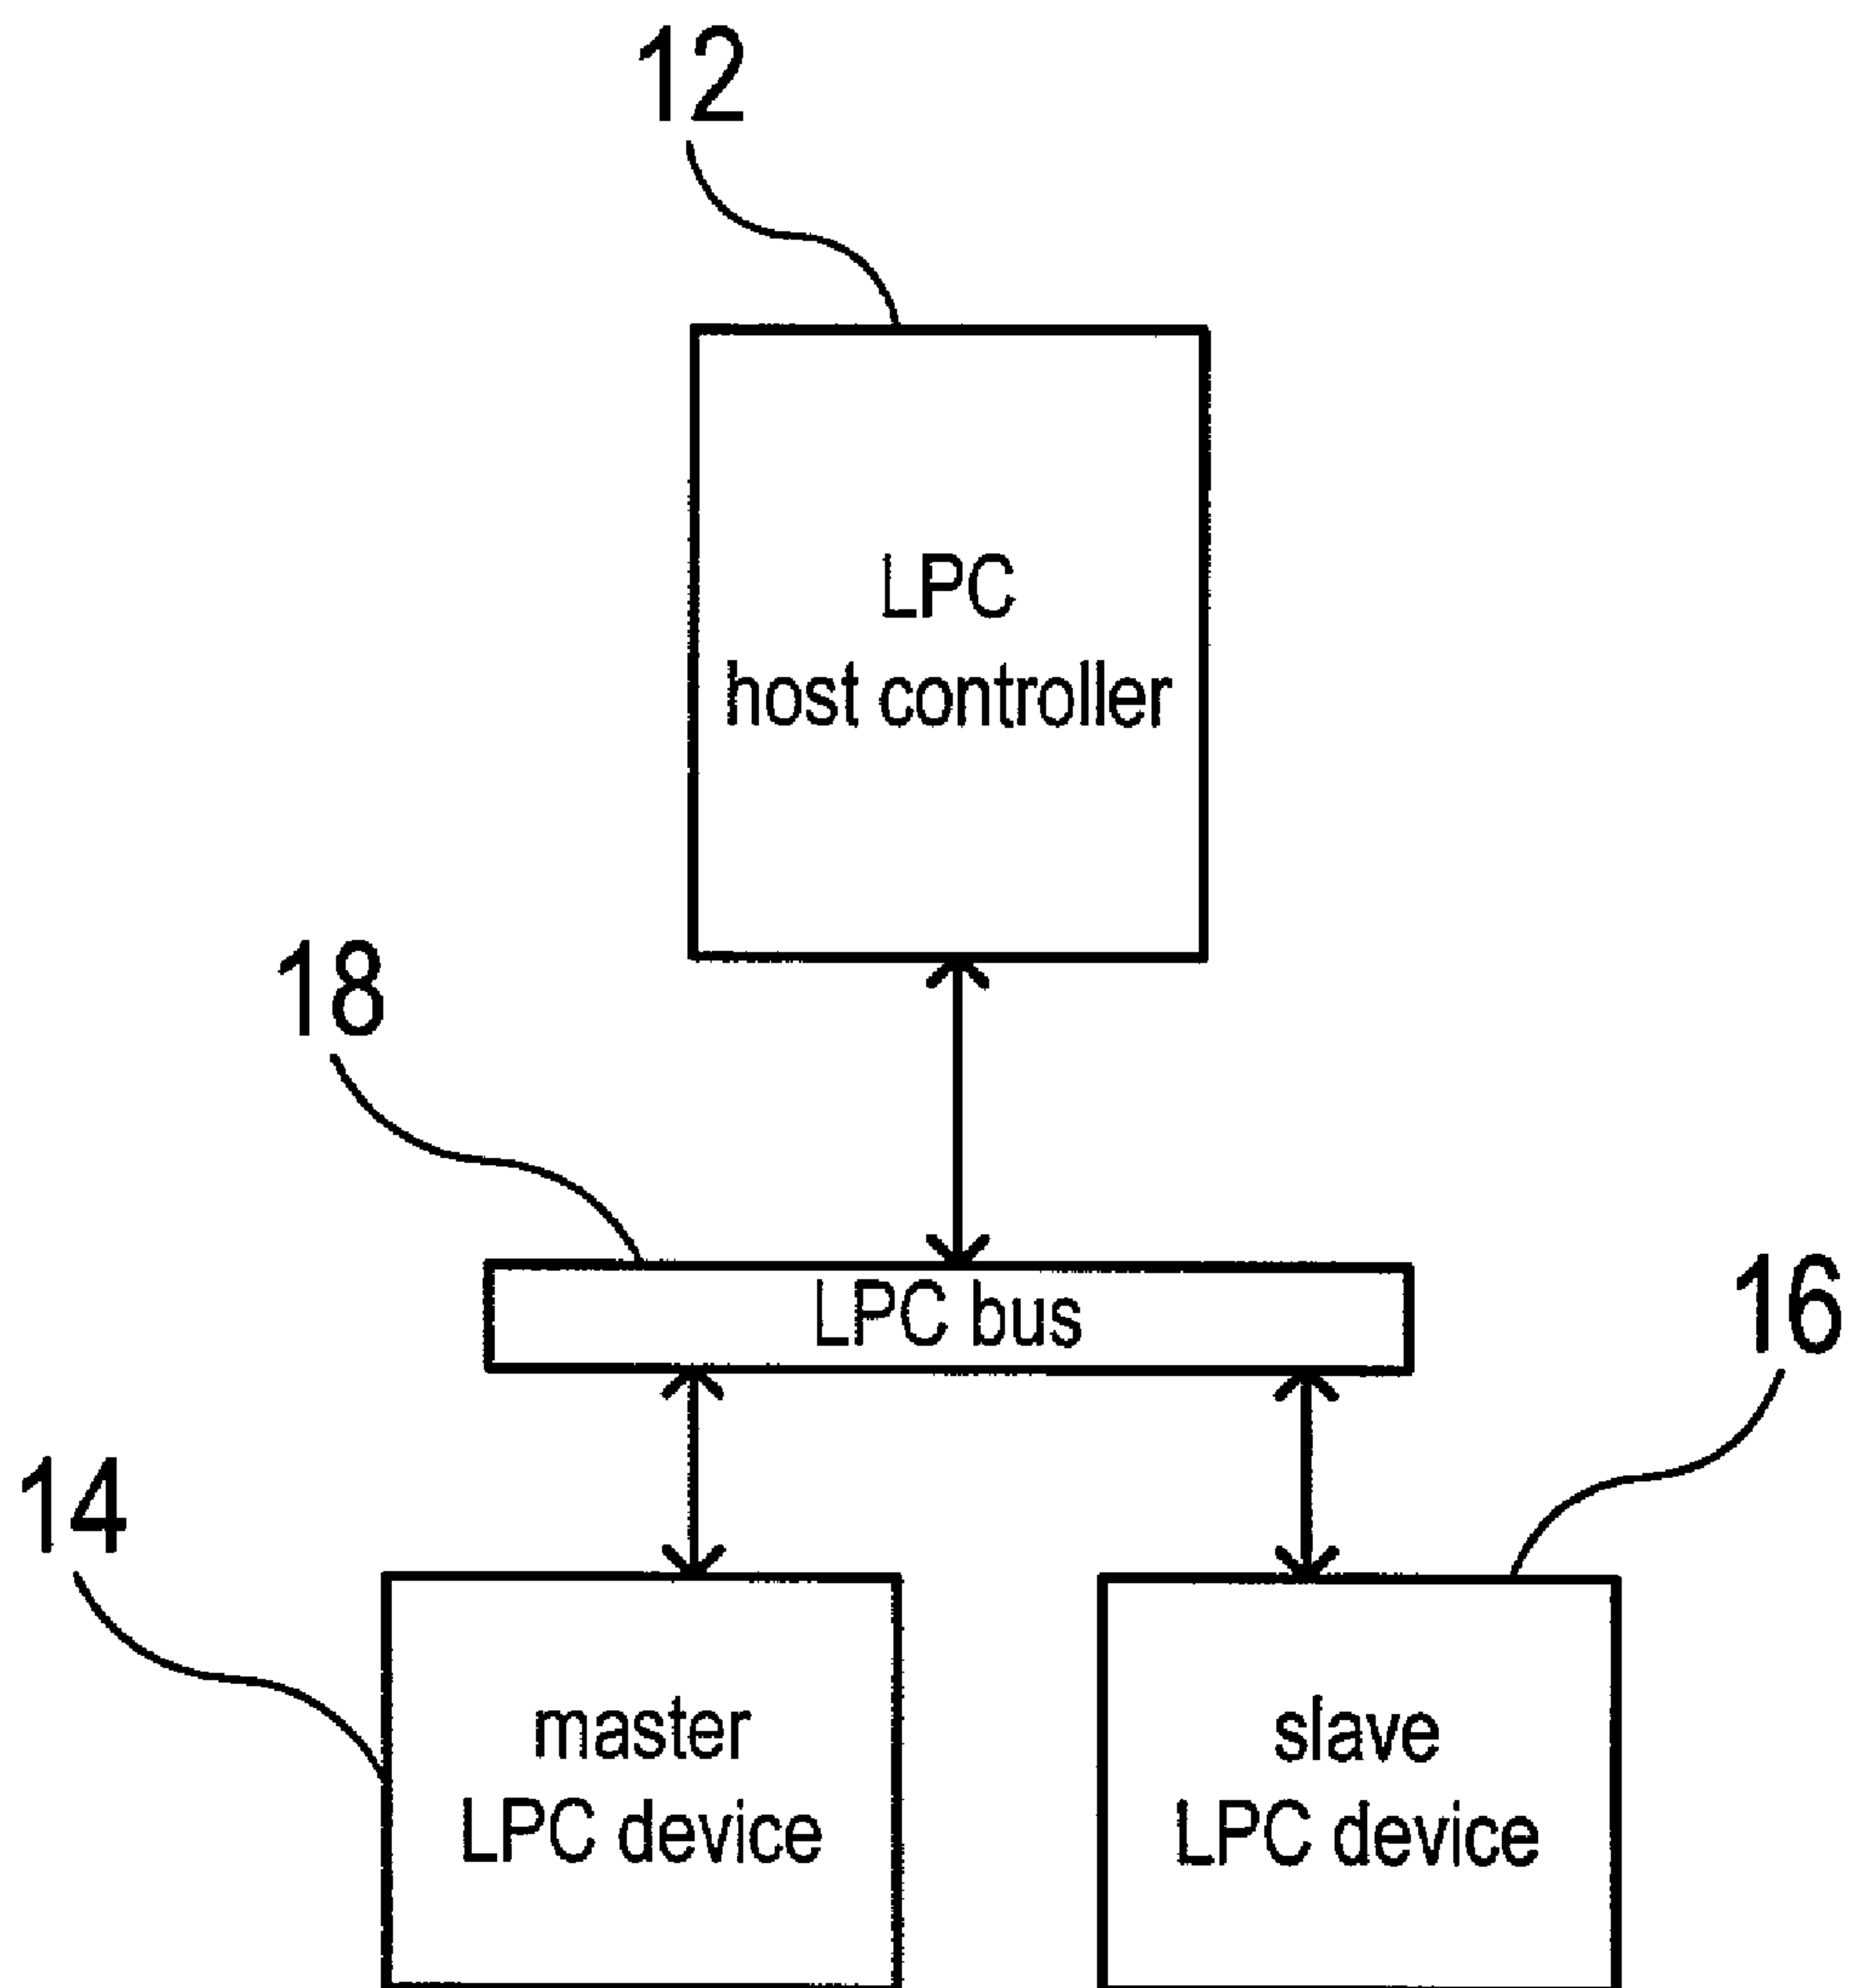 12
LPC
host controller
18
LPC bus
16
14
master
LPC device
slave
LPC device